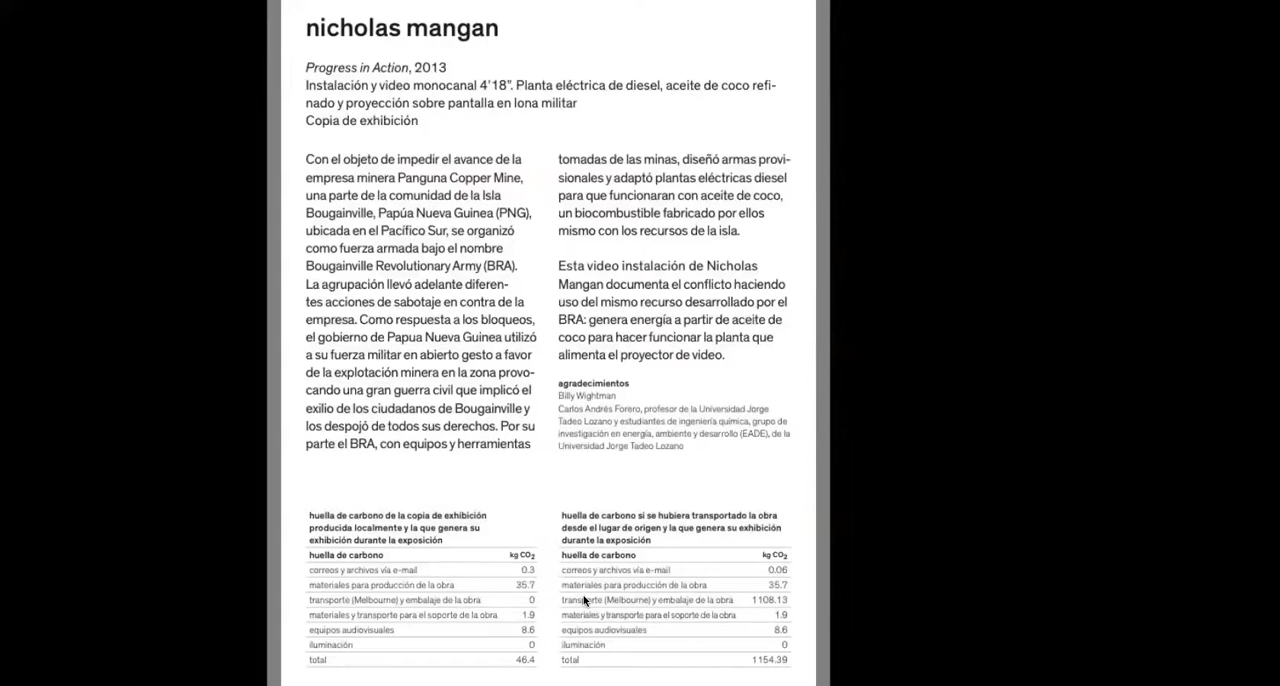 nicholas mangan
Progress in Action, 2013
Instalación y video monocanal 4'18”. Planta eléctrica de diesel, aceite de coco refi-
nado y proyección sobre pantalla en lona militar
Copia de exhibición
Con el objeto de impedir el avance de la
empresa minera Panguna Copper Mine,
una parte de la comunidad de la Isla
Bougainville, Papúa Nueva Guinea (PNG),
ubicada en el Pacífico Sur, se organizó
como fuerza armada bajo el nombre
Bougainville Revolutionary Army (BRA).
La agrupación llevó adelante diferen-
tes acciones de sabotaje en contra de la
empresa. Como respuesta a los bloqueos,
el gobierno de Papua Nueva Guinea utilizó
a su fuerza militar en abierto gesto a favor
de la explotación minera en la zona provo-
cando una gran guerra civil que implicó el
exilio de los ciudadanos de Bougainville y
los despojó de todos sus derechos. Por su
parte el BRA, con equipos y herramientas
tomadas de las minas, diseñó armas provi-
sionales y adaptó plantas eléctricas diesel
para que funcionaran con aceite de coco,
un biocombustible fabricado por ellos
mismo con los recursos de la isla.
Esta video instalación de Nicholas
Mangan documenta el conflicto haciendo
uso del mismo recurso desarrollado por el
BRA: genera energía a partir de aceite de
coco para hacer funcionar la planta que
alimenta el proyector de video.
agradecimientos
Billy Wightman
Carlos Andrés Forero, profesor de la Universidad Jorge
Tadeo Lozano y estudiantes de ingeniería química, grupo de
investigación en energía, ambiente y desarrollo (EADE), de la
Universidad Jorge Tadeo Lozano
huella de carbono de la copia de exhibición
producida localmente y la que genera su
exhibición durante la exposición
huella de carbono kg CO2
correos y archivos vía e-mail 0.3
materiales para producción de la obra 35.7
transporte (Melbourne) y embalaje de la obra 0
materiales y transporte para el soporte de la obra 1.9
equipos audiovisuales 8.6
iluminación 0
total 46.4
huella de carbono si se hubiera transportado la obra
desde el lugar de origen y la que genera su exhibición
durante la exposición
huella de carbono kg CO2
correos y archivos vía e-mail 0.06
materiales para producción de la obra 35.7
transporte (Melbourne) y embalaje de la obra 1108.13
materiales y transporte para el soporte de la obra 1.9
equipos audiovisuales 8.6
iluminación 0
total 1154.39